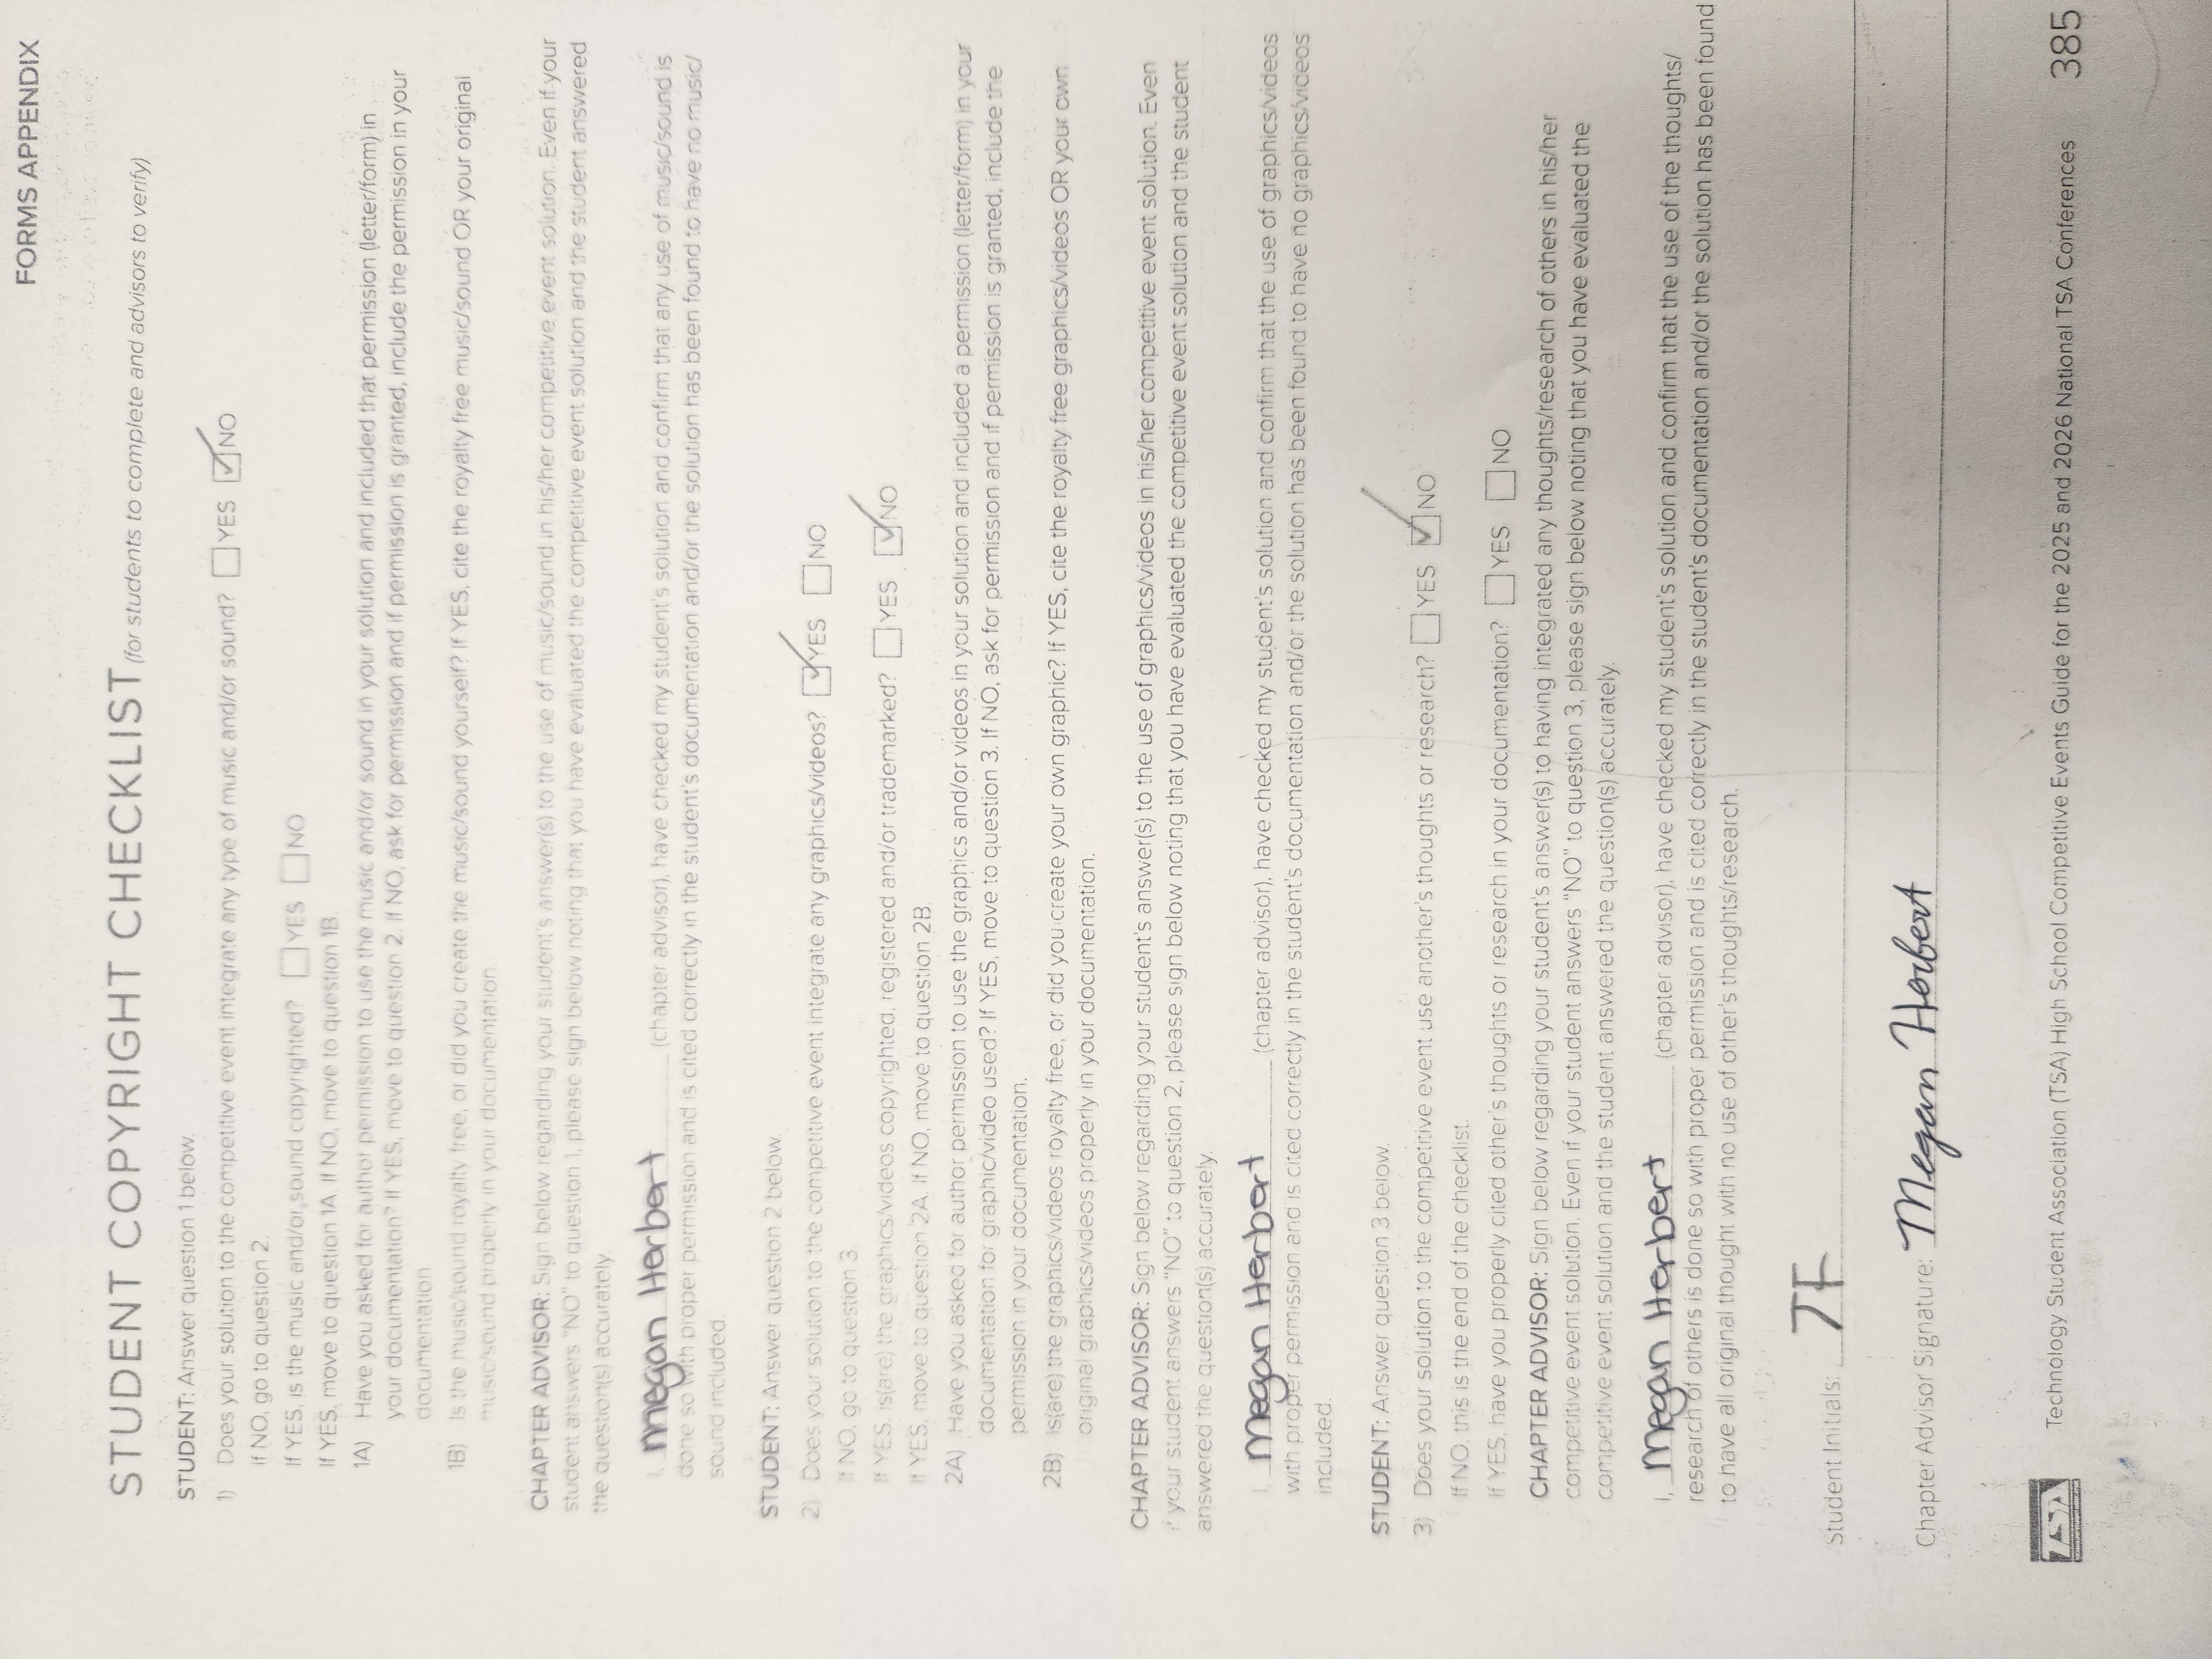 FORMS APPENDIX
STUDENT COPYRIGHT CHECKLIST (for students to complete and advisors to verify)
STUDENT: Answer question 1 below.
1) Does your solution to the competitive event integrate any type of music and/or sound? YES NO
If NO, go to question 2.
If YES, is the music and/or sound copyrighted? YES NO
If YES, move to question 1A. If NO, move to question 1B.
1A) Have you asked for author permission to use the music and/or sound in your solution and included that permission (letter/form) in
your documentation? If YES, move to question 2. If NO, ask for permission and if permission is granted, include the permission in your
documentation.
1B) Is the music/sound royalty free, or did you create the music/sound yourself? If YES, cite the royalty free music/sound OR your original
music/sound properly in your documentation.
CHAPTER ADVISOR: Sign below regarding your student's answer(s) to the use of music/sound in his/her competitive event solution. Even if your
student answers "NO" to question 1, please sign below noting that you have evaluated the competitive event solution and the student answered
the question(s) accurately.
I, Megan Herbert (chapter advisor), have checked my student's solution and confirm that any use of music/sound is
done so with proper permission and is cited correctly in the student's documentation and/or the solution has been found to have no music/
sound included.
STUDENT: Answer question 2 below.
2) Does your solution to the competitive event integrate any graphics/videos? YES NO
If NO, go to question 3.
If YES, is(are) the graphics/videos copyrighted, registered and/or trademarked? YES NO
If YES, move to question 2A. If NO, move to question 2B.
2A) Have you asked for author permission to use the graphics and/or videos in your solution and included a permission (letter/form) in your
documentation for graphic/video used? If YES, move to question 3. If NO, ask for permission and if permission is granted, include the
permission in your documentation.
2B) Is(are) the graphics/videos royalty free, or did you create your own graphic? If YES, cite the royalty free graphics/videos OR your own
original graphics/videos properly in your documentation.
CHAPTER ADVISOR: Sign below regarding your student's answer(s) to the use of graphics/videos in his/her competitive event solution. Even
if your student answers "NO" to question 2, please sign below noting that you have evaluated the competitive event solution and the student
answered the question(s) accurately.
I, Megan Herbert (chapter advisor), have checked my student's solution and confirm that the use of graphics/videos
with proper permission and is cited correctly in the student's documentation and/or the solution has been found to have no graphics/videos
included.
STUDENT: Answer question 3 below.
3) Does your solution to the competitive event use another's thoughts or research? YES NO
If NO, this is the end of the checklist.
If YES, have you properly cited other's thoughts or research in your documentation? YES NO
CHAPTER ADVISOR: Sign below regarding your student's answer(s) to having integrated any thoughts/research of others in his/her
competitive event solution. Even if your student answers "NO" to question 3, please sign below noting that you have evaluated the
competitive event solution and the student answered the question(s) accurately.
I, Megan Herbert (chapter advisor), have checked my student's solution and confirm that the use of the thoughts/
research of others is done so with proper permission and is cited correctly in the student's documentation and/or the solution has been found
to have all original thought with no use of other's thoughts/research.
Student Initials: JF
Chapter Advisor Signature: Megan Herbert
TSA Technology Student Association (TSA) High School Competitive Events Guide for the 2025 and 2026 National TSA Conferences 385